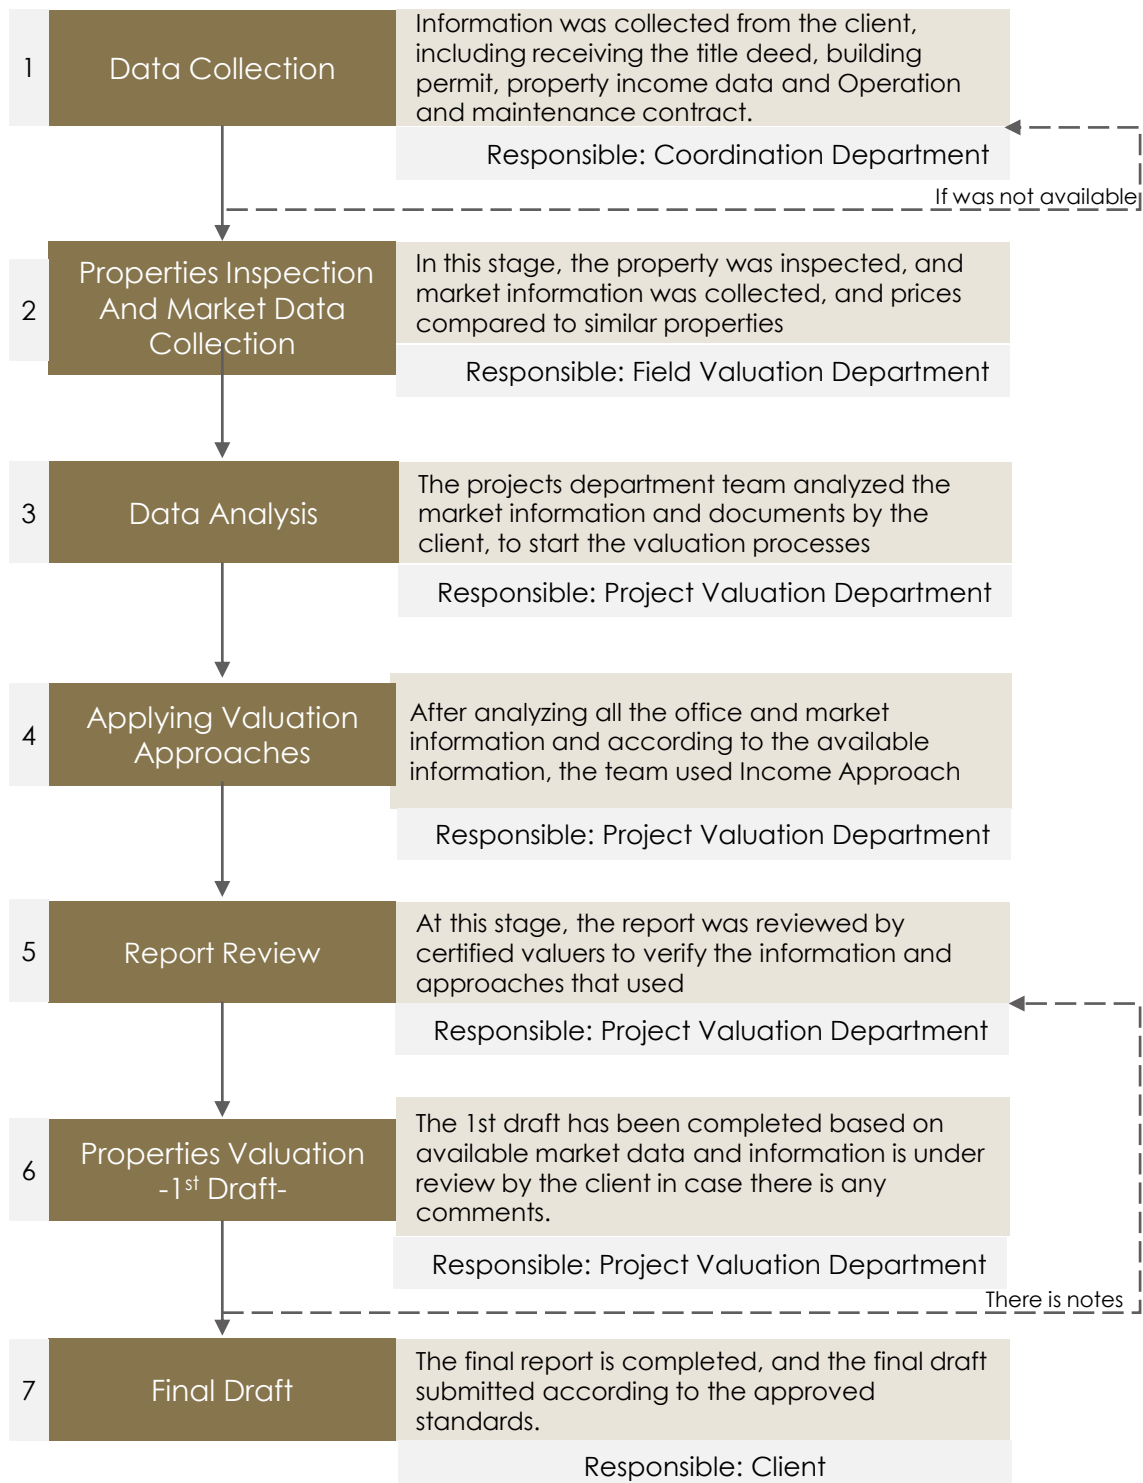 1
Data Collection
Information was collected from the client,
including receiving the title deed, building
permit, property income data and Operation
and maintenance contract.
Responsible: Coordination Department
If was not available
2
Properties Inspection
And Market Data
Collection
In this stage, the property was inspected, and
market information was collected, and prices
compared to similar properties
Responsible: Field Valuation Department
3
Data Analysis
The projects department team analyzed the
market information and documents by the
client, to start the valuation processes
Responsible: Project Valuation Department
4
Applying Valuation
Approaches
After analyzing all the office and market
information and according to the available
information, the team used Income Approach
Responsible: Project Valuation Department
5
Report Review
At this stage, the report was reviewed by
certified valuers to verify the information and
approaches that used
Responsible: Project Valuation Department
6
Properties Valuation
-1st Draft-
The 1st draft has been completed based on
available market data and information is under
review by the client in case there is any
comments.
Responsible: Project Valuation Department
There is notes
7
Final Draft
The final report is completed, and the final draft
submitted according to the approved
standards.
Responsible: Client